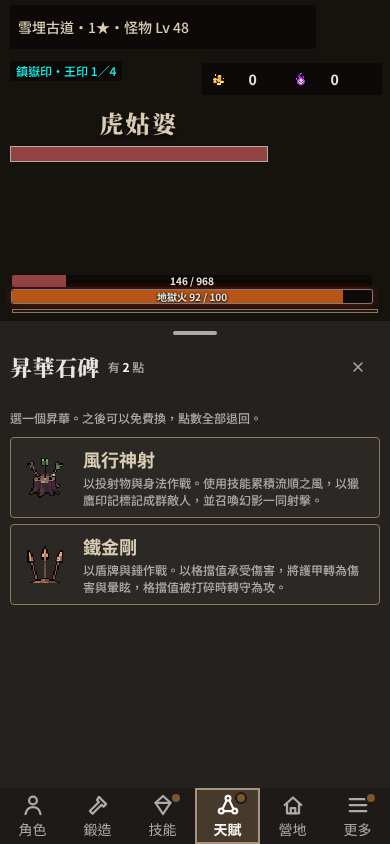 雪埋古道・1★・怪物 Lv 48
鎮嶽印・王印 1／4
0
0
虎姑婆
146 / 968
地獄火 92 / 100
昇華石碑 有 2 點
選一個昇華。之後可以免費換，點數全部退回。
風行神射
以投射物與身法作戰。使用技能累積流順之風，以獵
鷹印記標記成群敵人，並召喚幻影一同射擊。
鐵金剛
以盾牌與錘作戰。以格擋值承受傷害，將護甲轉為傷
害與暈眩，格擋值被打碎時轉守為攻。
角色
鍛造
技能
天賦
營地
更多